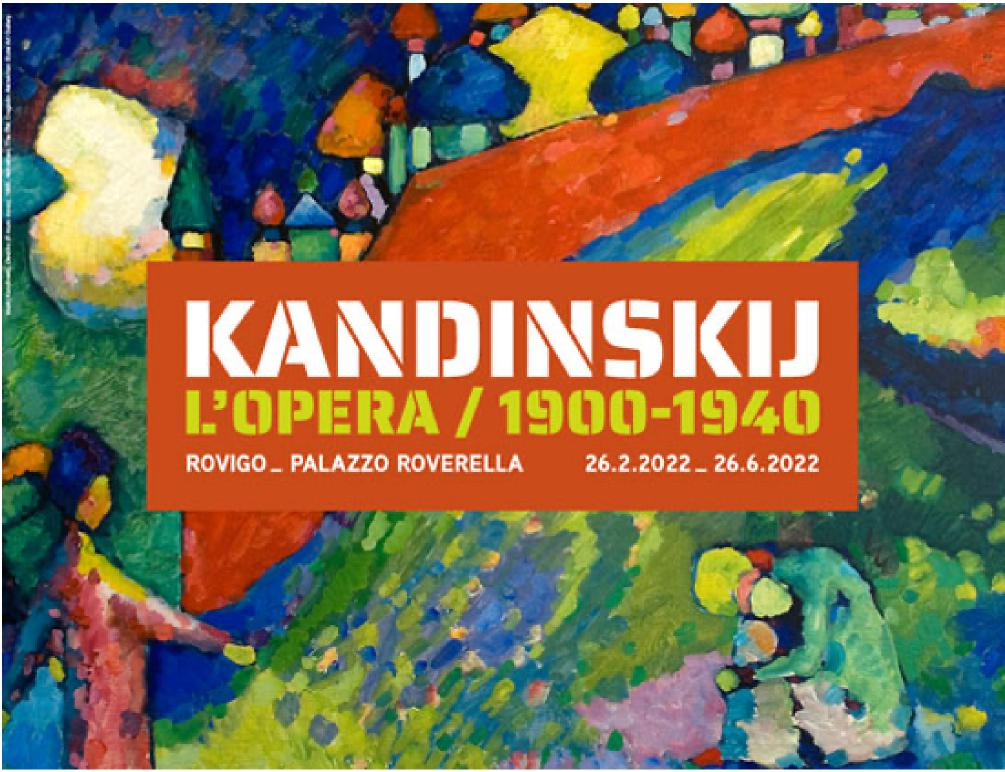 KANDINSKIJ
L'OPERA / 1900-1940
ROVIGO_ PALAZZO ROVERELLA 26.2.2022_ 26.6.2022